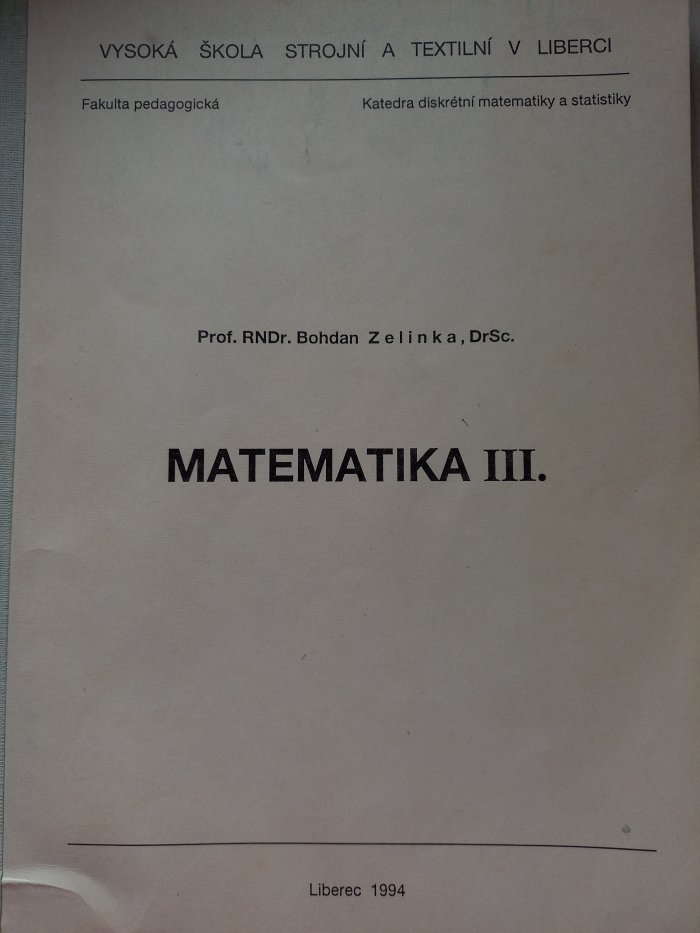 VYSOKÁ ŠKOLA STROJNÍ A TEXTILNÍ V LIBERCI
Fakulta pedagogická Katedra diskrétní matematiky a statistiky
Prof. RNDr. Bohdan Z e l i n k a , DrSc.
MATEMATIKA III.
Liberec 1994